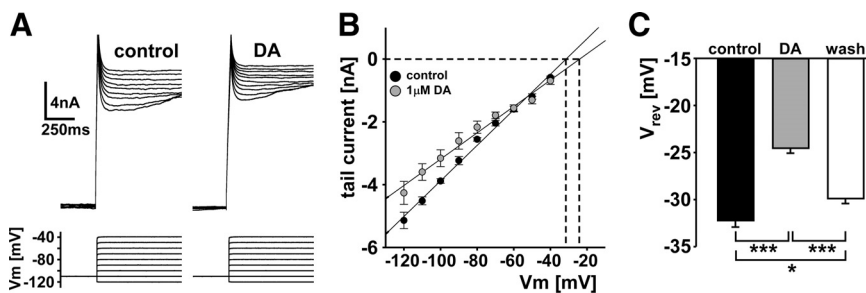 A
control
DA
4nA
250ms
Vm [mV]
-40
-80
-120
B
tail current [nA]
0
-2
-4
-6
control
1µM DA
-120
-100
-80
-60
-40
-20
Vm [mV]
C
control DA wash
Vrev [mV]
-15
-20
-25
-30
-35
*** ***
*